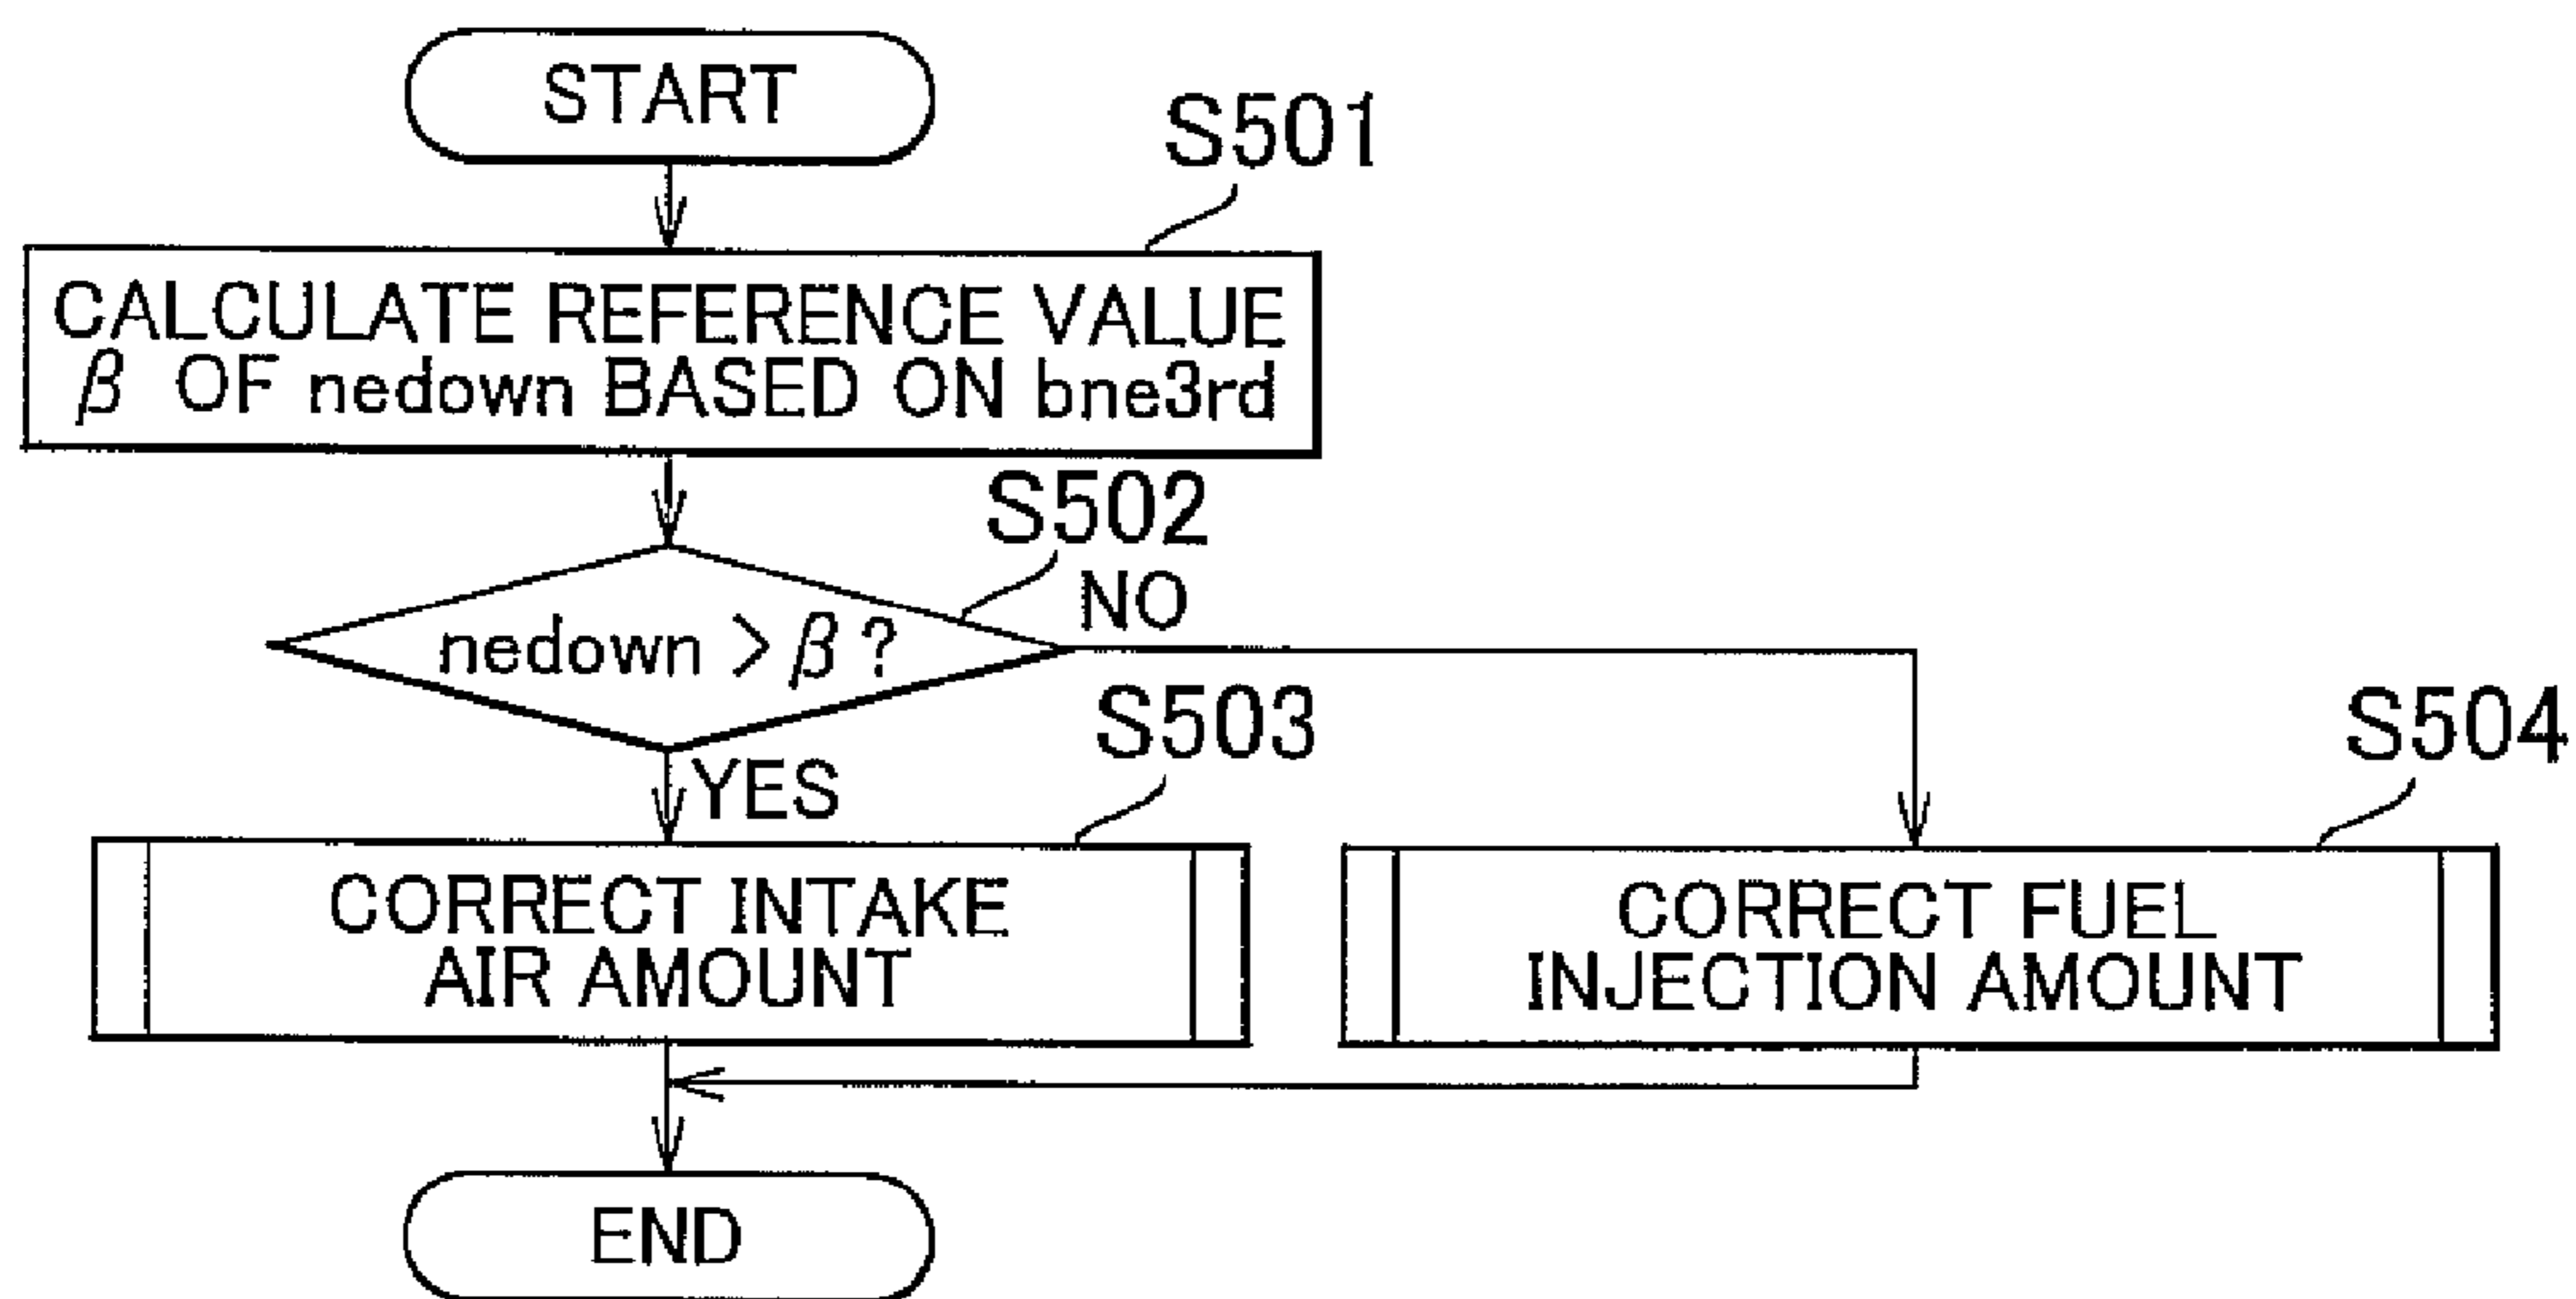 START
S501
CALCULATE REFERENCE VALUE
β OF nedown BASED ON bne3rd
S502
nedown > β ?
NO
YES
S503
S504
CORRECT INTAKE
AIR AMOUNT
CORRECT FUEL
INJECTION AMOUNT
END